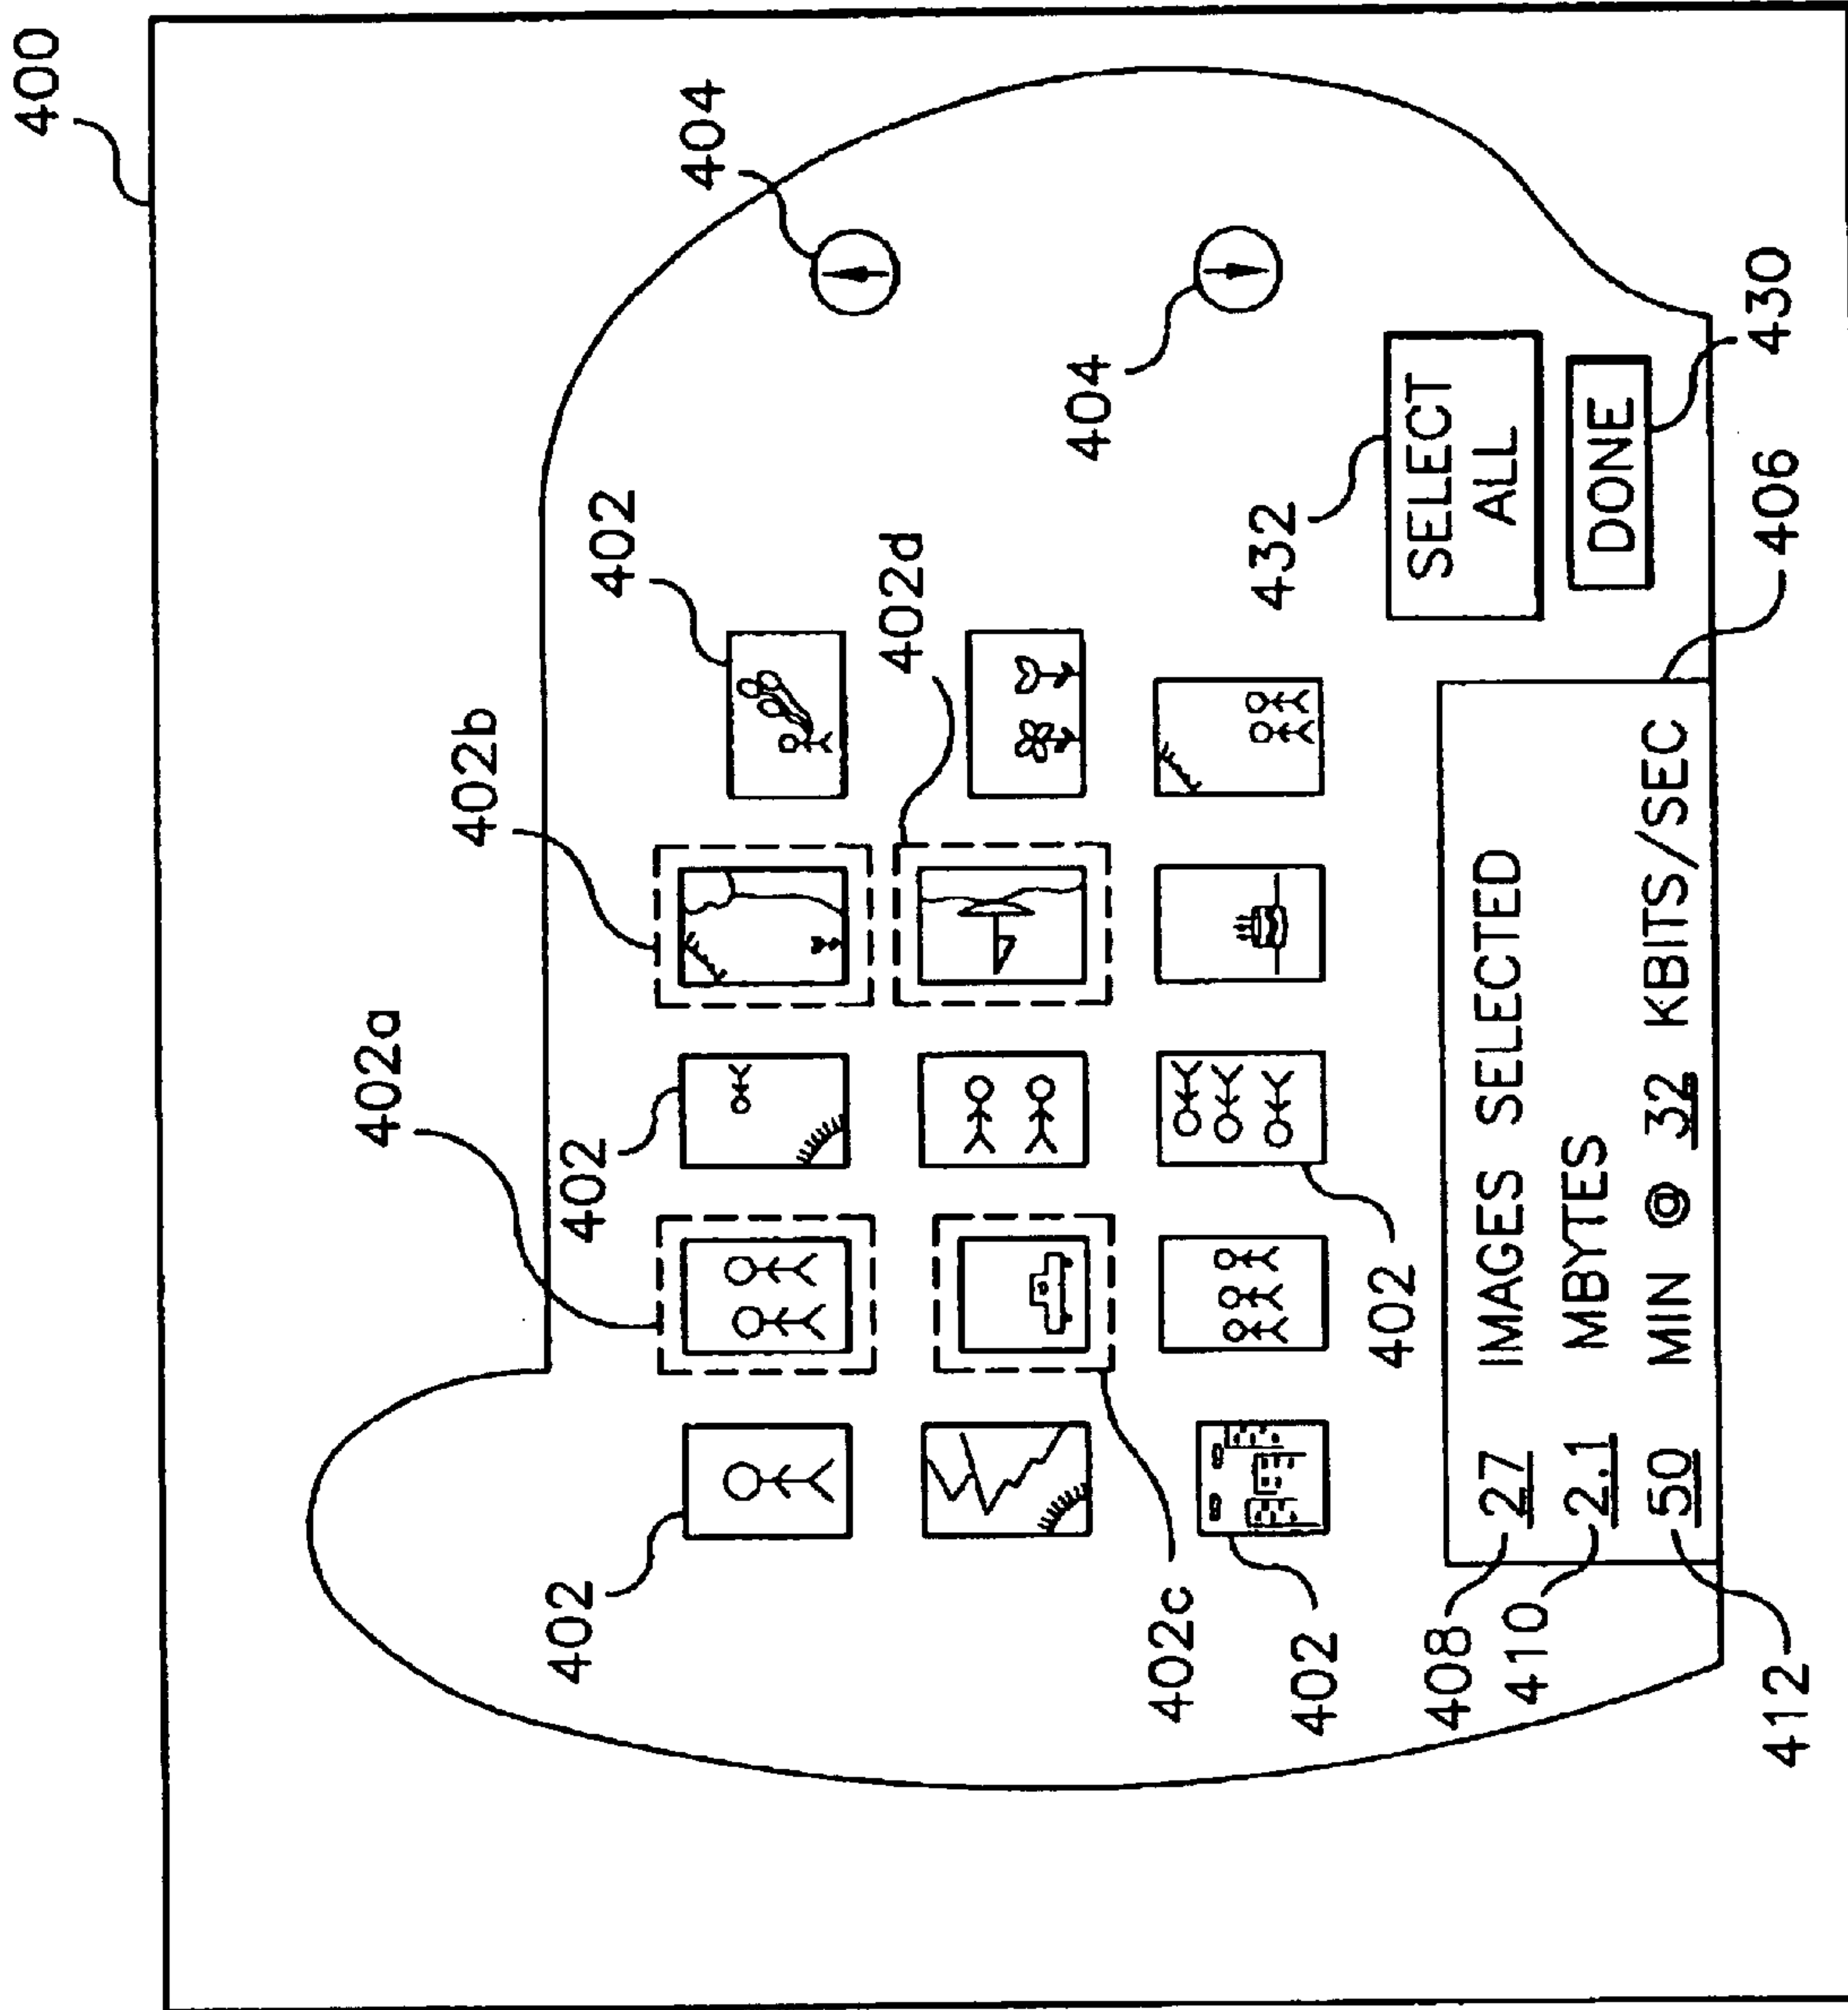 400
404
402
402b
402d
402a
402
404
432
SELECT
ALL
DONE
430
406
402
402c
402
402
408 27 IMAGES SELECTED
410 2.1 MBYTES
50 MIN @ 32 KBITS/SEC
412